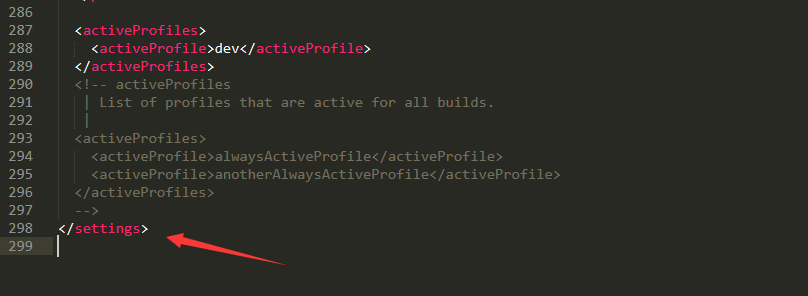 286
287 <activeProfiles>
288 <activeProfile>dev</activeProfile>
289 </activeProfiles>
290 <!-- activeProfiles
291 | List of profiles that are active for all builds.
292 |
293 <activeProfiles>
294 <activeProfile>alwaysActiveProfile</activeProfile>
295 <activeProfile>anotherAlwaysActiveProfile</activeProfile>
296 </activeProfiles>
297 -->
298 </settings>
299